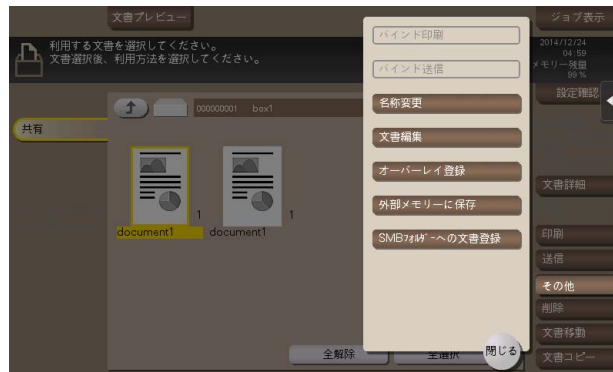 文書プレビュー
ジョブ表示
利用する文書を選択してください。
文書選択後、利用方法を選択してください。
2014/12/24
04:59
メモリー残量
99 %
設定確認
000000001 box1
共有
1
document1
1
document1
バインド印刷
バインド送信
名称変更
文書編集
オーバーレイ登録
外部メモリーに保存
SMBﾌｫﾙﾀﾞｰへの文書登録
文書詳細
印刷
送信
その他
削除
文書移動
文書コピー
全解除
全選択
閉じる